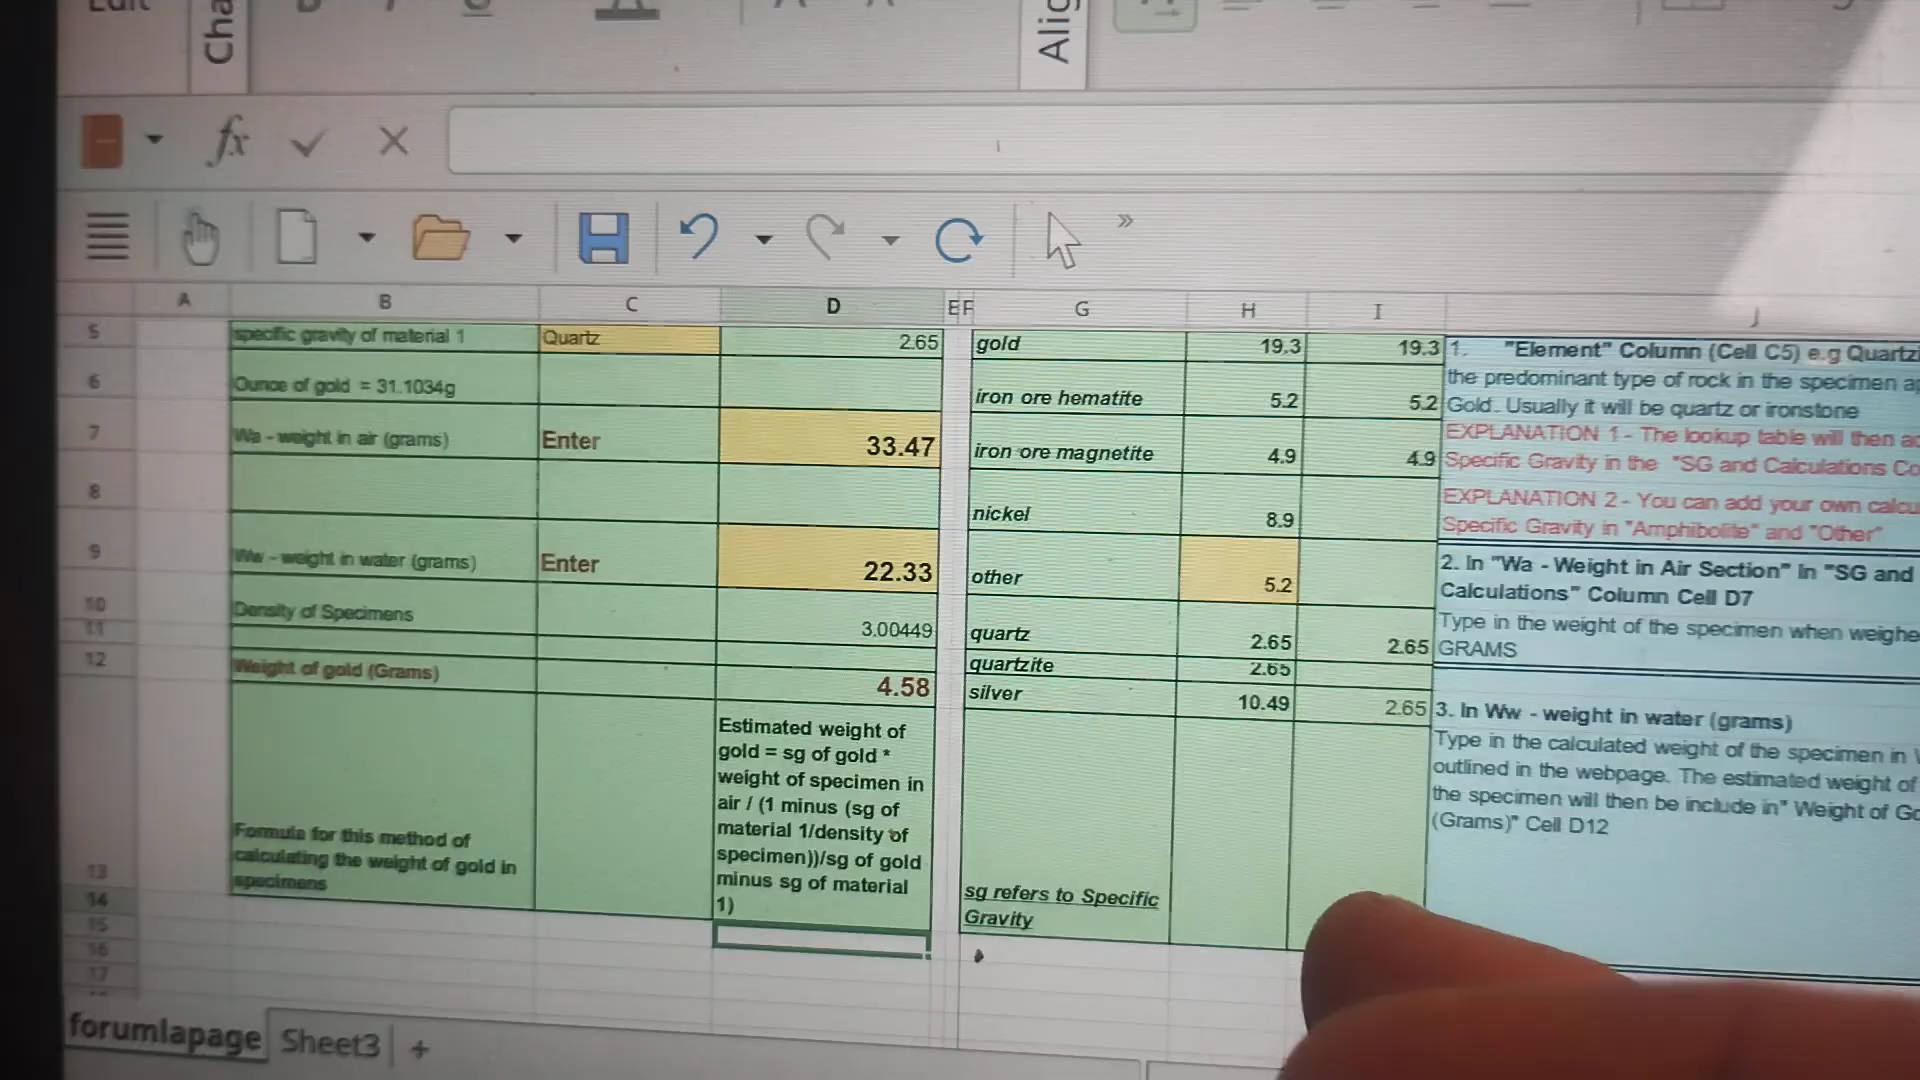 Cha
Alig
fx
A B C D E F G H I J
5 specific gravity of material 1 Quartz 2.65 gold 19.3 19.3
6 Ounce of gold = 31.1034g iron ore hematite 5.2 5.2
7 Wa - weight in air (grams) Enter 33.47 iron ore magnetite 4.9 4.9
8 nickel 8.9
9 Ww - weight in water (grams) Enter 22.33 other 5.2
10 Density of Specimens 3.00449 quartz 2.65 2.65
11 quartzite 2.65
12 Weight of gold (Grams) 4.58 silver 10.49 2.65
13 Formula for this method of
calculating the weight of gold in
specimens
Estimated weight of
gold = sg of gold *
weight of specimen in
air / (1 minus (sg of
material 1/density of
specimen))/sg of gold
minus sg of material
1)
sg refers to Specific
Gravity
1. "Element" Column (Cell C5) e.g Quartz
the predominant type of rock in the specimen
Gold. Usually it will be quartz or ironstone
EXPLANATION 1 - The lookup table will then
Specific Gravity in the "SG and Calculations Co
EXPLANATION 2 - You can add your own calcu
Specific Gravity in "Amphibolite" and "Other"
2. In "Wa - Weight in Air Section" In "SG and
Calculations" Column Cell D7
Type in the weight of the specimen when weighe
GRAMS
3. In Ww - weight in water (grams)
Type in the calculated weight of the specimen in
outlined in the webpage. The estimated weight of
the specimen will then be include in" Weight of Go
(Grams)" Cell D12
14
15
16
17
forumlapage Sheet3 +